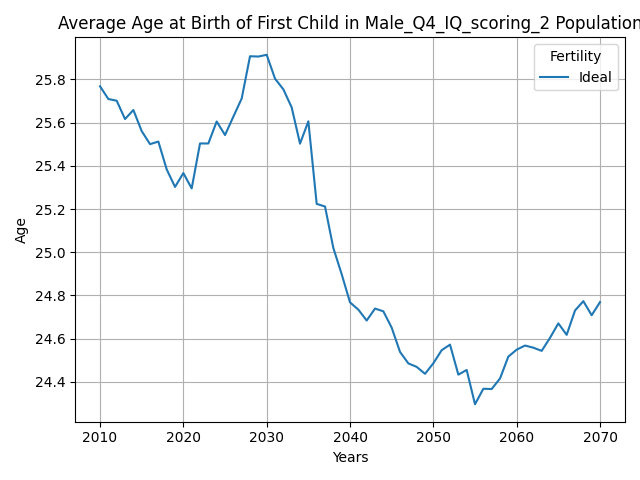 Average Age at Birth of First Child in Male_Q4_IQ_scoring_2 Population
Fertility
Ideal
25.8
25.6
25.4
25.2
25.0
24.8
24.6
24.4
Age
2010 2020 2030 2040 2050 2060 2070
Years